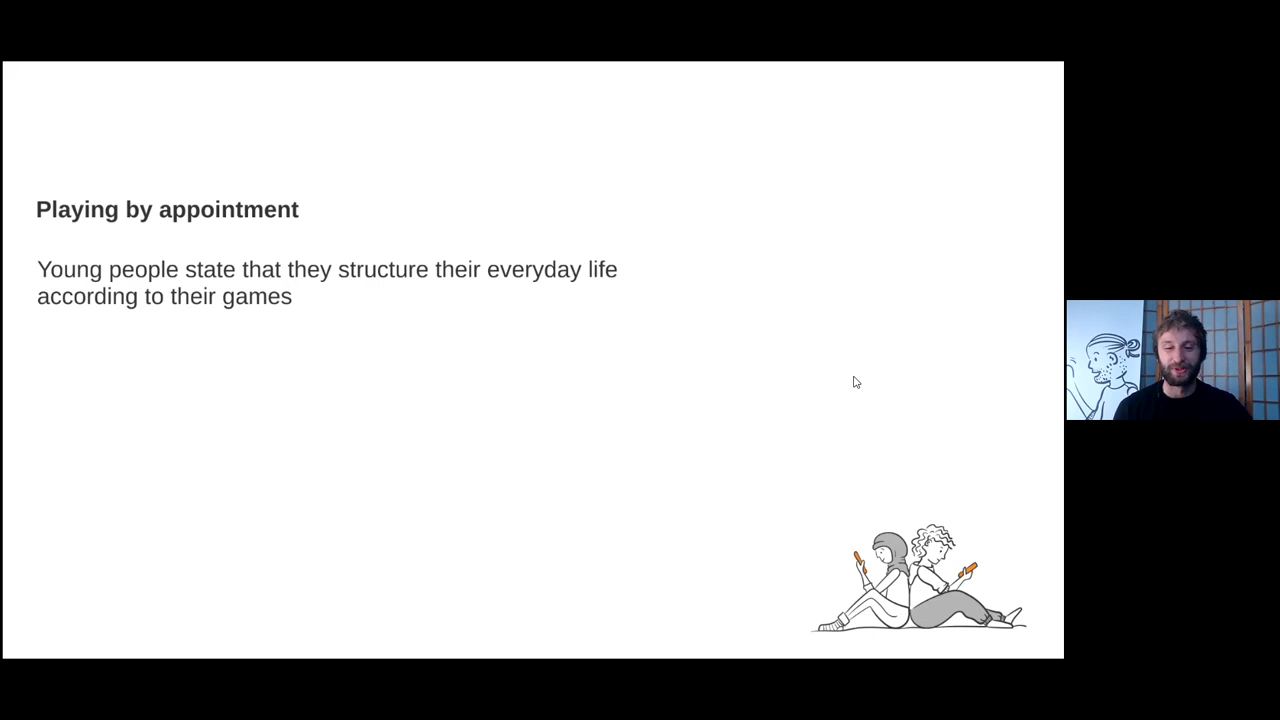 Playing by appointment
Young people state that they structure their everyday life
according to their games